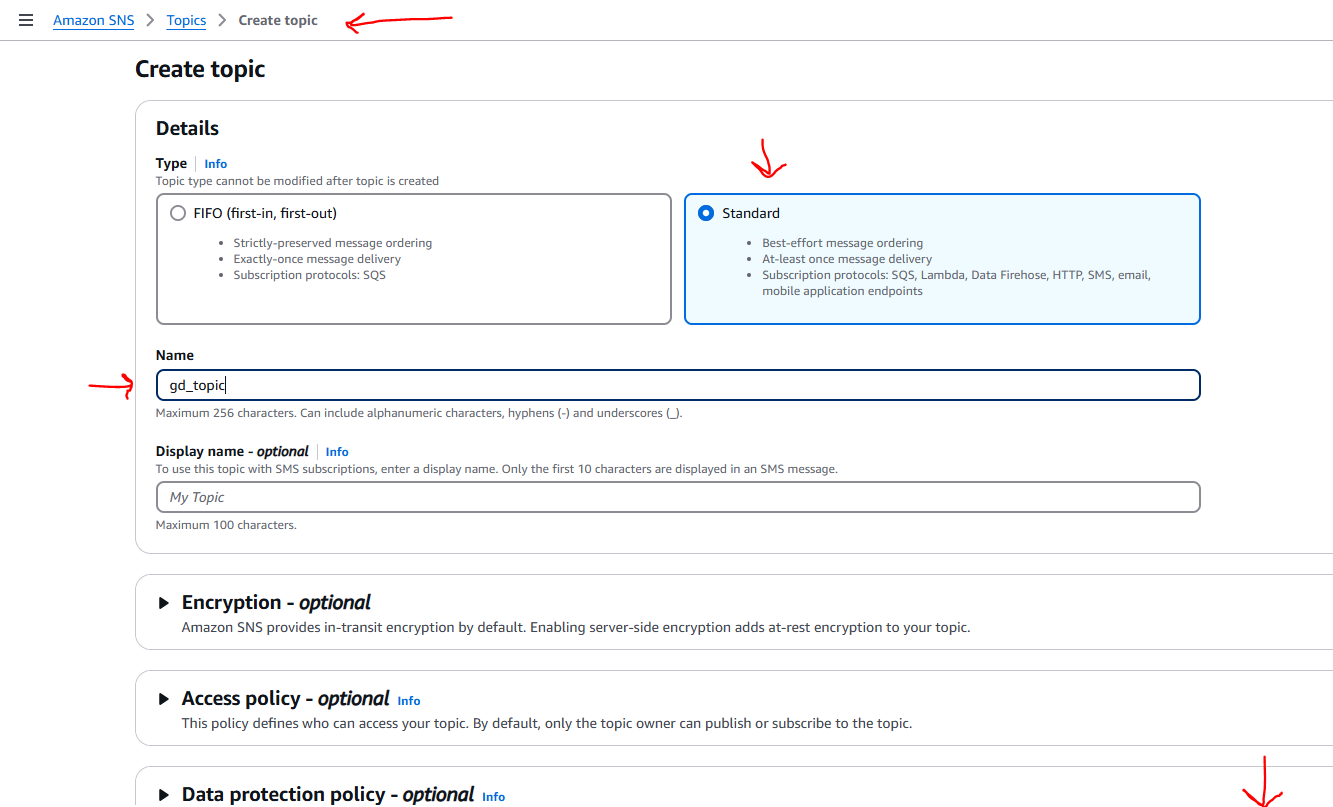 Amazon SNS > Topics > Create topic
Create topic
Details
Type Info
Topic type cannot be modified after topic is created
FIFO (first-in, first-out)
• Strictly-preserved message ordering
• Exactly-once message delivery
• Subscription protocols: SQS
Standard
• Best-effort message ordering
• At-least once message delivery
• Subscription protocols: SQS, Lambda, Data Firehose, HTTP, SMS, email,
mobile application endpoints
Name
gd_topic
Maximum 256 characters. Can include alphanumeric characters, hyphens (-) and underscores (_).
Display name - optional Info
To use this topic with SMS subscriptions, enter a display name. Only the first 10 characters are displayed in an SMS message.
My Topic
Maximum 100 characters.
Encryption - optional
Amazon SNS provides in-transit encryption by default. Enabling server-side encryption adds at-rest encryption to your topic.
Access policy - optional Info
This policy defines who can access your topic. By default, only the topic owner can publish or subscribe to the topic.
Data protection policy - optional Info